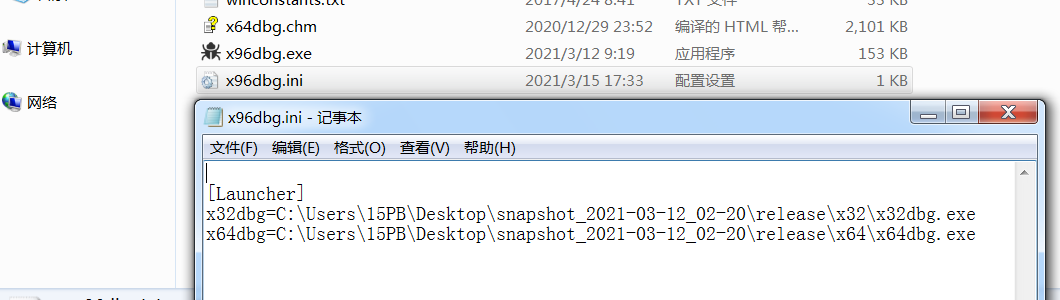 winconstants.txt 2017/4/24 8:41 TXT 文件 33 KB
x64dbg.chm 2020/12/29 23:52 编译的 HTML 帮... 2,101 KB
计算机
x96dbg.exe 2021/3/12 9:19 应用程序 153 KB
x96dbg.ini 2021/3/15 17:33 配置设置 1 KB
网络
x96dbg.ini - 记事本
文件(F) 编辑(E) 格式(O) 查看(V) 帮助(H)
[Launcher]
x32dbg=C:\Users\15PB\Desktop\snapshot_2021-03-12_02-20\release\x32\x32dbg.exe
x64dbg=C:\Users\15PB\Desktop\snapshot_2021-03-12_02-20\release\x64\x64dbg.exe